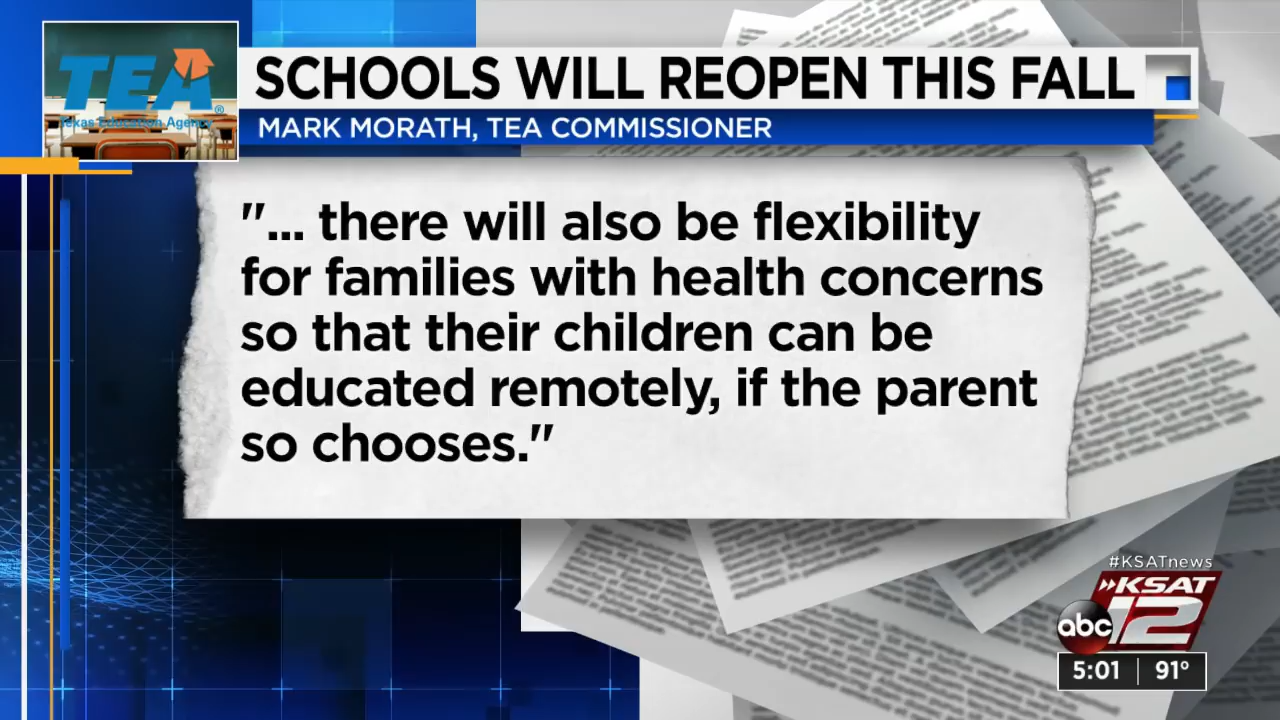 TEA
Texas Education Agency
®
SCHOOLS WILL REOPEN THIS FALL
MARK MORATH, TEA COMMISSIONER
"... there will also be flexibility
for families with health concerns
so that their children can be
educated remotely, if the parent
so chooses."
#KSATnews
KSAT
abc 12
5:01 91°